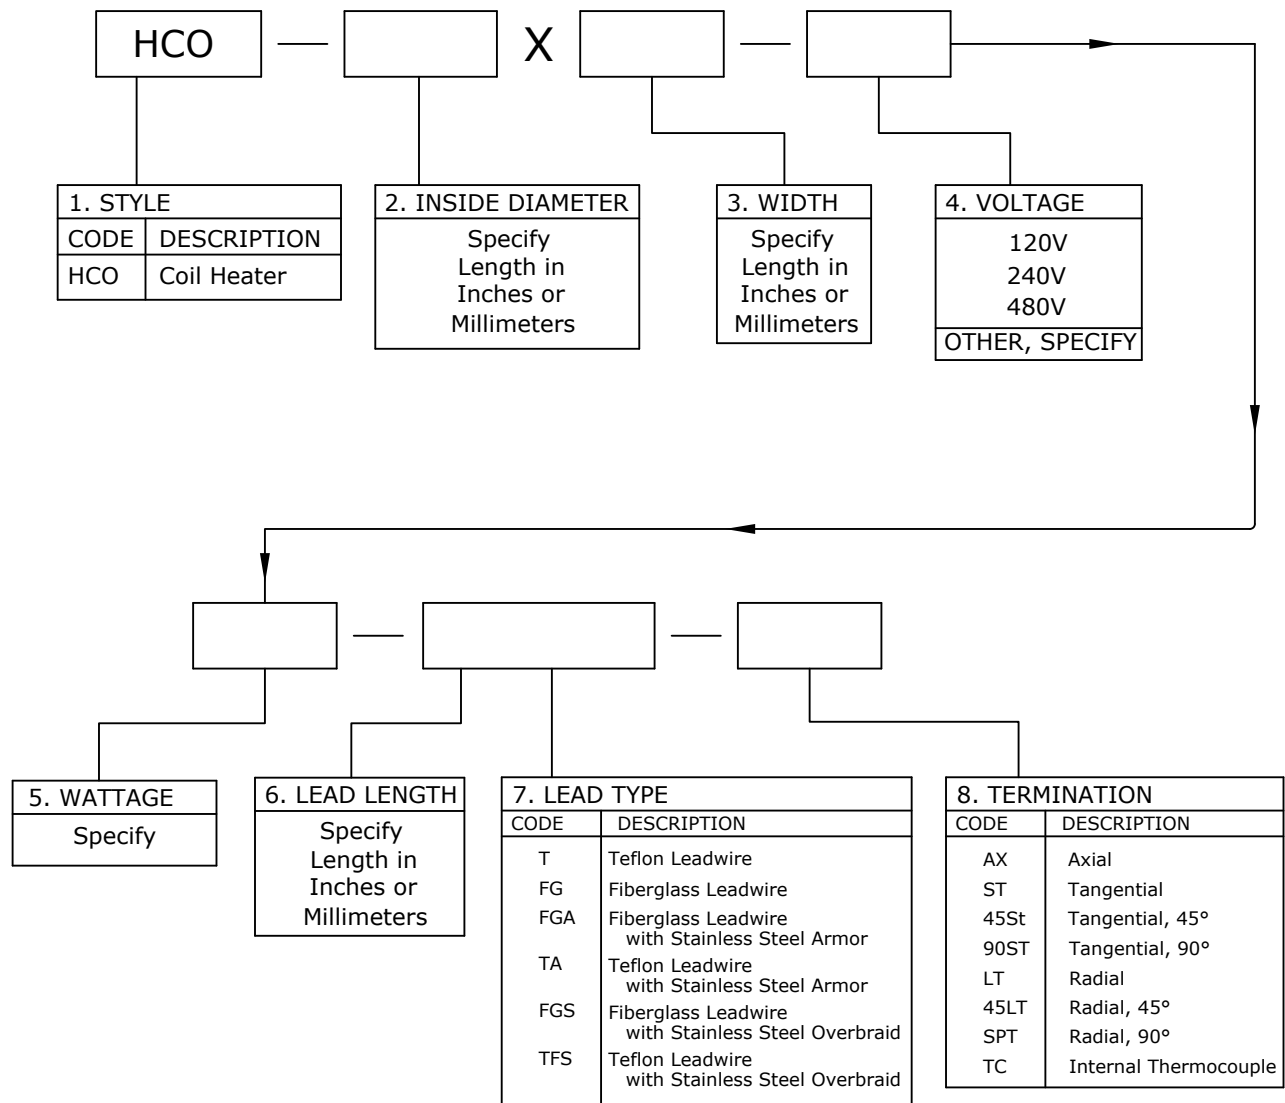 HCO — X —
1. STYLE
CODE DESCRIPTION
HCO Coil Heater
2. INSIDE DIAMETER
Specify
Length in
Inches or
Millimeters
3. WIDTH
Specify
Length in
Inches or
Millimeters
4. VOLTAGE
120V
240V
480V
OTHER, SPECIFY
5. WATTAGE
Specify
6. LEAD LENGTH
Specify
Length in
Inches or
Millimeters
7. LEAD TYPE
CODE DESCRIPTION
T Teflon Leadwire
FG Fiberglass Leadwire
FGA Fiberglass Leadwire
with Stainless Steel Armor
TA Teflon Leadwire
with Stainless Steel Armor
FGS Fiberglass Leadwire
with Stainless Steel Overbraid
TFS Teflon Leadwire
with Stainless Steel Overbraid
8. TERMINATION
CODE DESCRIPTION
AX Axial
ST Tangential
45St Tangential, 45°
90ST Tangential, 90°
LT Radial
45LT Radial, 45°
SPT Radial, 90°
TC Internal Thermocouple